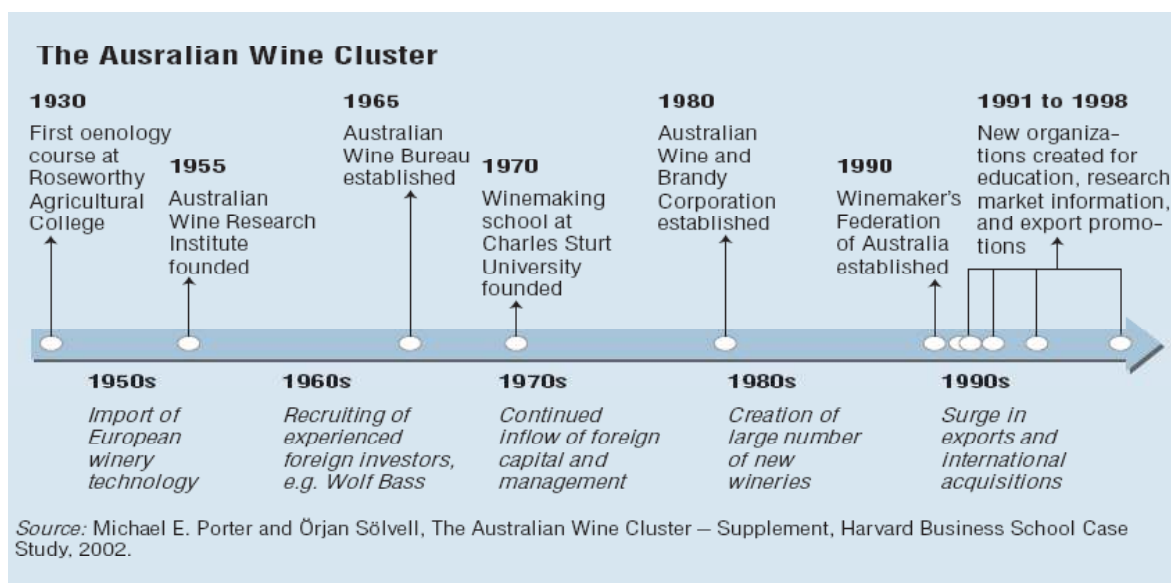 The Ausralian Wine Cluster
1930
First oenology
course at
Roseworthy
Agricultural
College
1955
Australian
Wine Research
Institute
founded
1965
Australian
Wine Bureau
established
1970
Winemaking
school at
Charles Sturt
University
founded
1980
Australian
Wine and
Brandy
Corporation
established
1990
Winemaker's
Federation
of Australia
established
1991 to 1998
New organiza-
tions created for
education, research
market information,
and export promo-
tions
1950s
Import of
European
winery
technology
1960s
Recruiting of
experienced
foreign investors,
e.g. Wolf Bass
1970s
Continued
inflow of foreign
capital and
management
1980s
Creation of
large number
of new
wineries
1990s
Surge in
exports and
international
acquisitions
Source: Michael E. Porter and Örjan Sölvell, The Australian Wine Cluster – Supplement, Harvard Business School Case
Study, 2002.